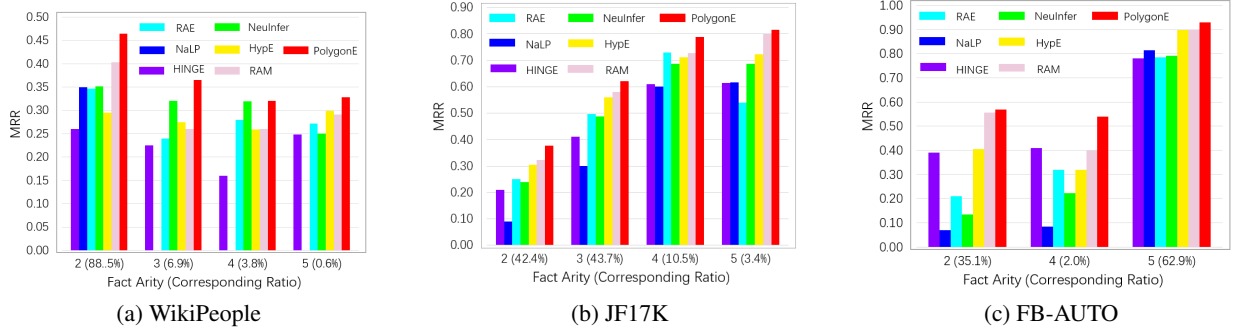 0.50
0.45
0.40
0.35
0.30
0.25
0.20
0.15
0.10
0.05
0.00
MRR
RAE NeuInfer
NaLP HypE PolygonE
HINGE RAM
2 (88.5%) 3 (6.9%) 4 (3.8%) 5 (0.6%)
Fact Arity (Corresponding Ratio)
(a) WikiPeople
0.90
0.80
0.70
0.60
0.50
0.40
0.30
0.20
0.10
0.00
MRR
RAE NeuInfer PolygonE
NaLP HypE
HINGE RAM
2 (42.4%) 3 (43.7%) 4 (10.5%) 5 (3.4%)
Fact Arity (Corresponding Ratio)
(b) JF17K
1.00
0.90
0.80
0.70
0.60
0.50
0.40
0.30
0.20
0.10
0.00
MRR
RAE NeuInfer PolygonE
NaLP HypE
HINGE RAM
2 (35.1%) 4 (2.0%) 5 (62.9%)
Fact Arity (Corresponding Ratio)
(c) FB-AUTO